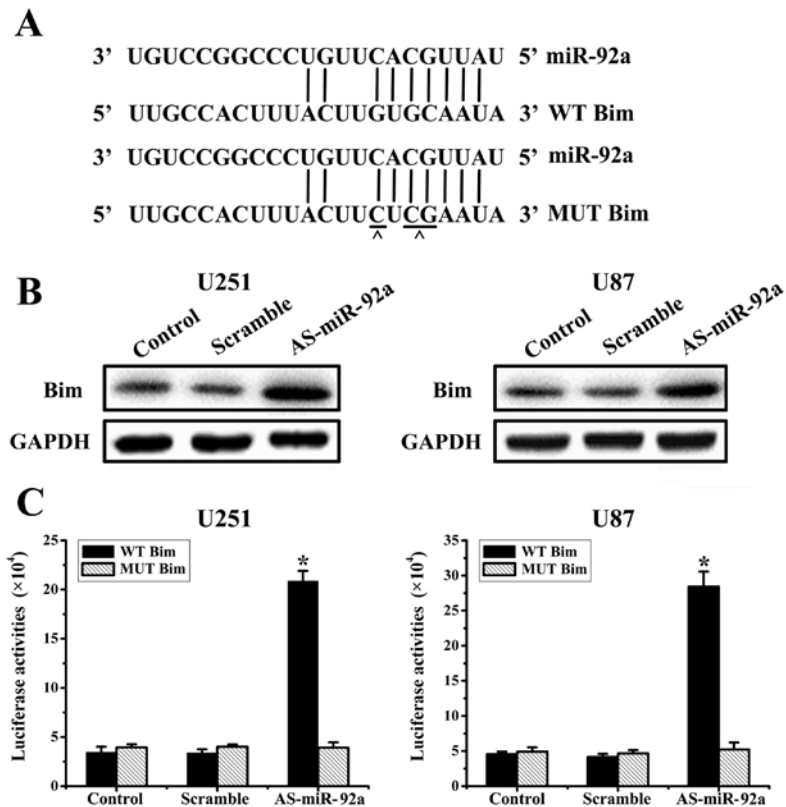 A
3’ UGUCCGGCCCUGUUCACGUUAU 5’ miR-92a
5’ UUGCCACUUUACUUGUGCAAUA 3’ WT Bim
3’ UGUCCGGCCCUGUUCACGUUAU 5’ miR-92a
5’ UUGCCACUUUACUUCUCGAAUA 3’ MUT Bim
^ ^
B
U251
Control Scramble AS-miR-92a
Bim
GAPDH
U87
Control Scramble AS-miR-92a
Bim
GAPDH
C
U251
Luciferase activities (×10⁴)
25
20
15
10
5
0
WT Bim
MUT Bim
*
Control Scramble AS-miR-92a
U87
Luciferase activities (×10⁴)
35
30
25
20
15
10
5
0
WT Bim
MUT Bim
*
Control Scramble AS-miR-92a